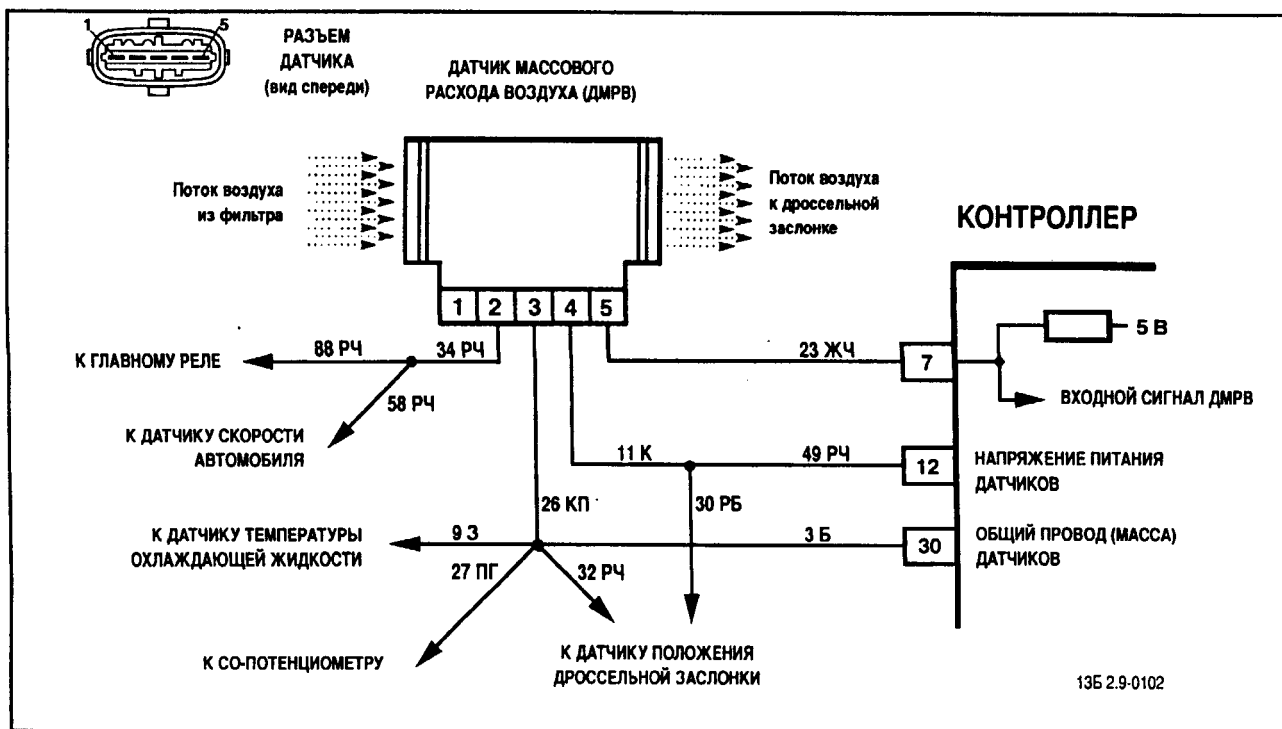 1
5
РАЗЪЕМ
ДАТЧИКА
(вид спереди)
ДАТЧИК МАССОВОГО
РАСХОДА ВОЗДУХА (ДМРВ)
Поток воздуха
из фильтра
Поток воздуха
к дроссельной
заслонке
КОНТРОЛЛЕР
1 2 3 4 5
5 В
88 РЧ
34 РЧ
23 ЖЧ
7
К ГЛАВНОМУ РЕЛЕ
ВХОДНОЙ СИГНАЛ ДМРВ
58 РЧ
К ДАТЧИКУ СКОРОСТИ
АВТОМОБИЛЯ
11 К
49 РЧ
12
НАПРЯЖЕНИЕ ПИТАНИЯ
ДАТЧИКОВ
26 КП
30 РБ
К ДАТЧИКУ ТЕМПЕРАТУРЫ
ОХЛАЖДАЮЩЕЙ ЖИДКОСТИ
9 З
3 Б
30
ОБЩИЙ ПРОВОД (МАССА)
ДАТЧИКОВ
27 ПГ
32 РЧ
К СО-ПОТЕНЦИОМЕТРУ
К ДАТЧИКУ ПОЛОЖЕНИЯ
ДРОССЕЛЬНОЙ ЗАСЛОНКИ
13Б 2.9-0102